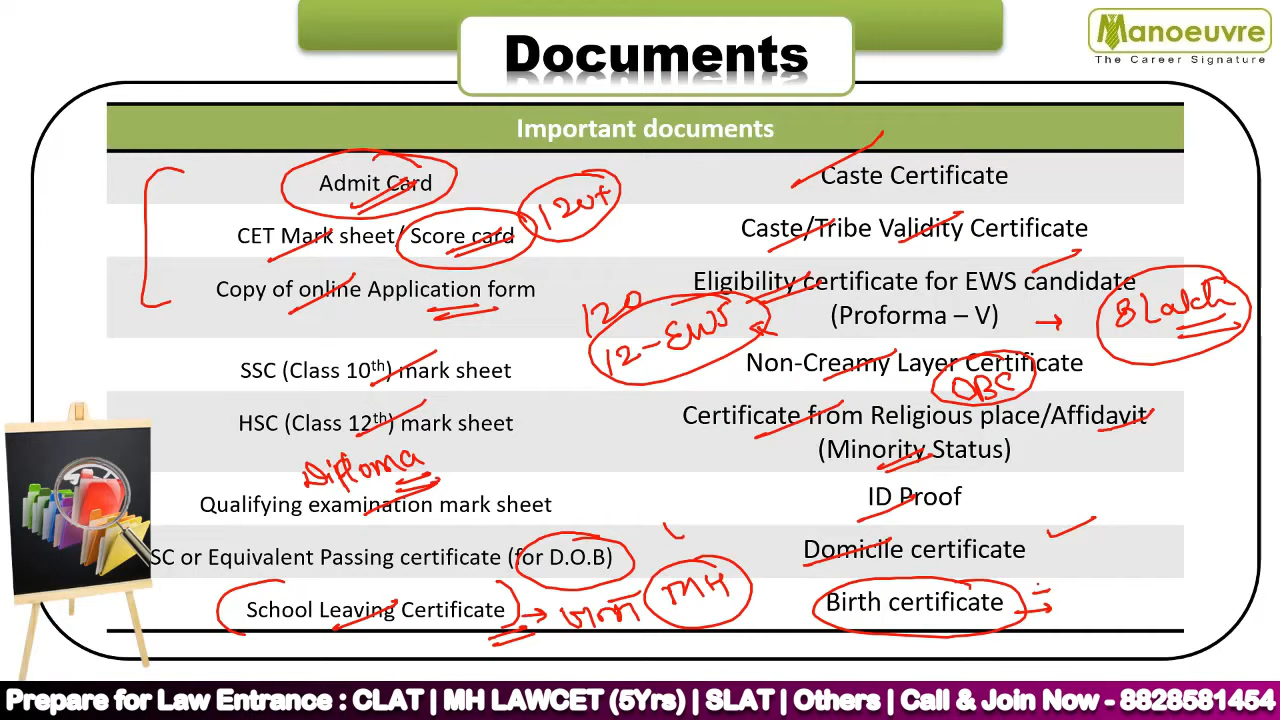 Documents
Manoeuvre
The Career Signature
Important documents
Admit Card
Caste Certificate
CET Mark sheet/ Score card
120+
Caste/Tribe Validity Certificate
Copy of online Application form
Eligibility certificate for EWS candidate
(Proforma – V)
8 Lakh
120
12-EWS
SSC (Class 10th) mark sheet
Non-Creamy Layer Certificate
OBC
HSC (Class 12th) mark sheet
Certificate from Religious place/Affidavit
(Minority Status)
Diploma
Qualifying examination mark sheet
ID Proof
SC or Equivalent Passing certificate (for D.O.B)
Domicile certificate
School Leaving Certificate
Birth certificate
Prepare for Law Entrance : CLAT | MH LAWCET (5Yrs) | SLAT | Others | Call & Join Now - 8828581454